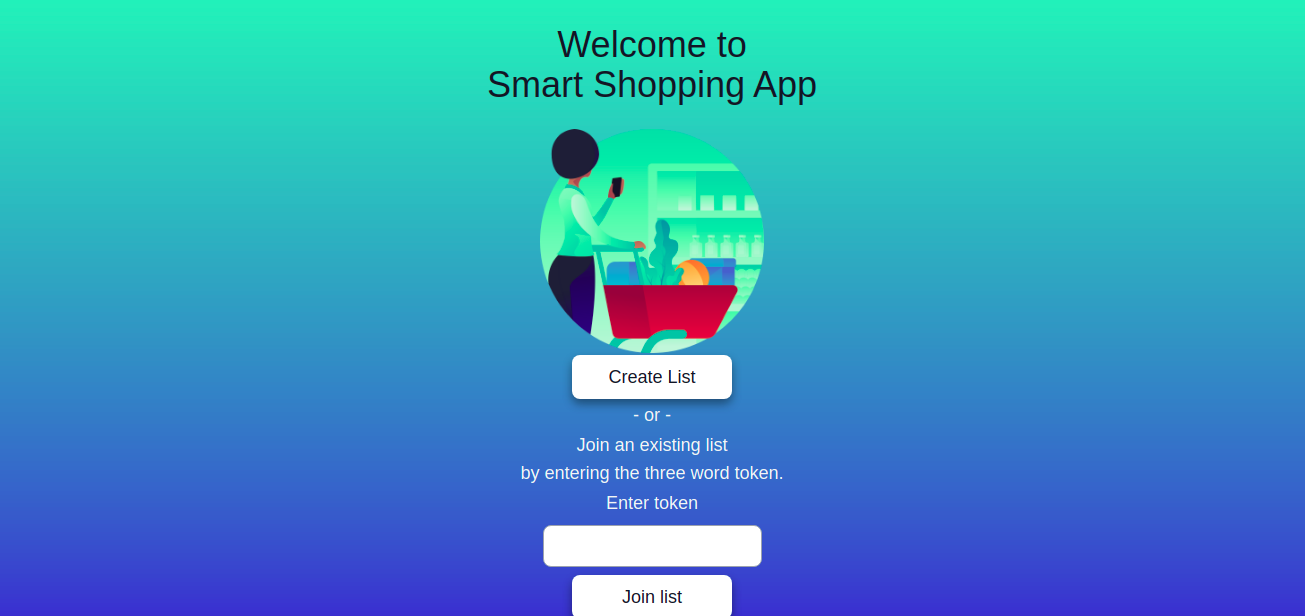 Welcome to
Smart Shopping App
Create List
- or -
Join an existing list
by entering the three word token.
Enter token
Join list